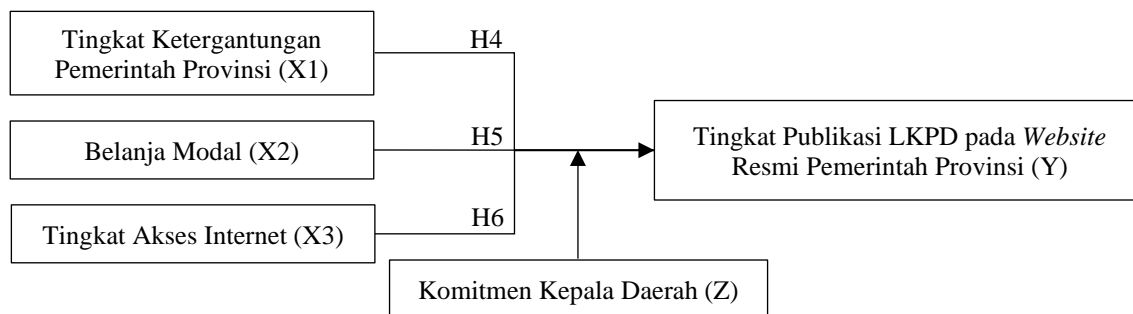 Tingkat Ketergantungan
Pemerintah Provinsi (X1)
H4
Belanja Modal (X2)
H5
Tingkat Publikasi LKPD pada Website
Resmi Pemerintah Provinsi (Y)
Tingkat Akses Internet (X3)
H6
Komitmen Kepala Daerah (Z)